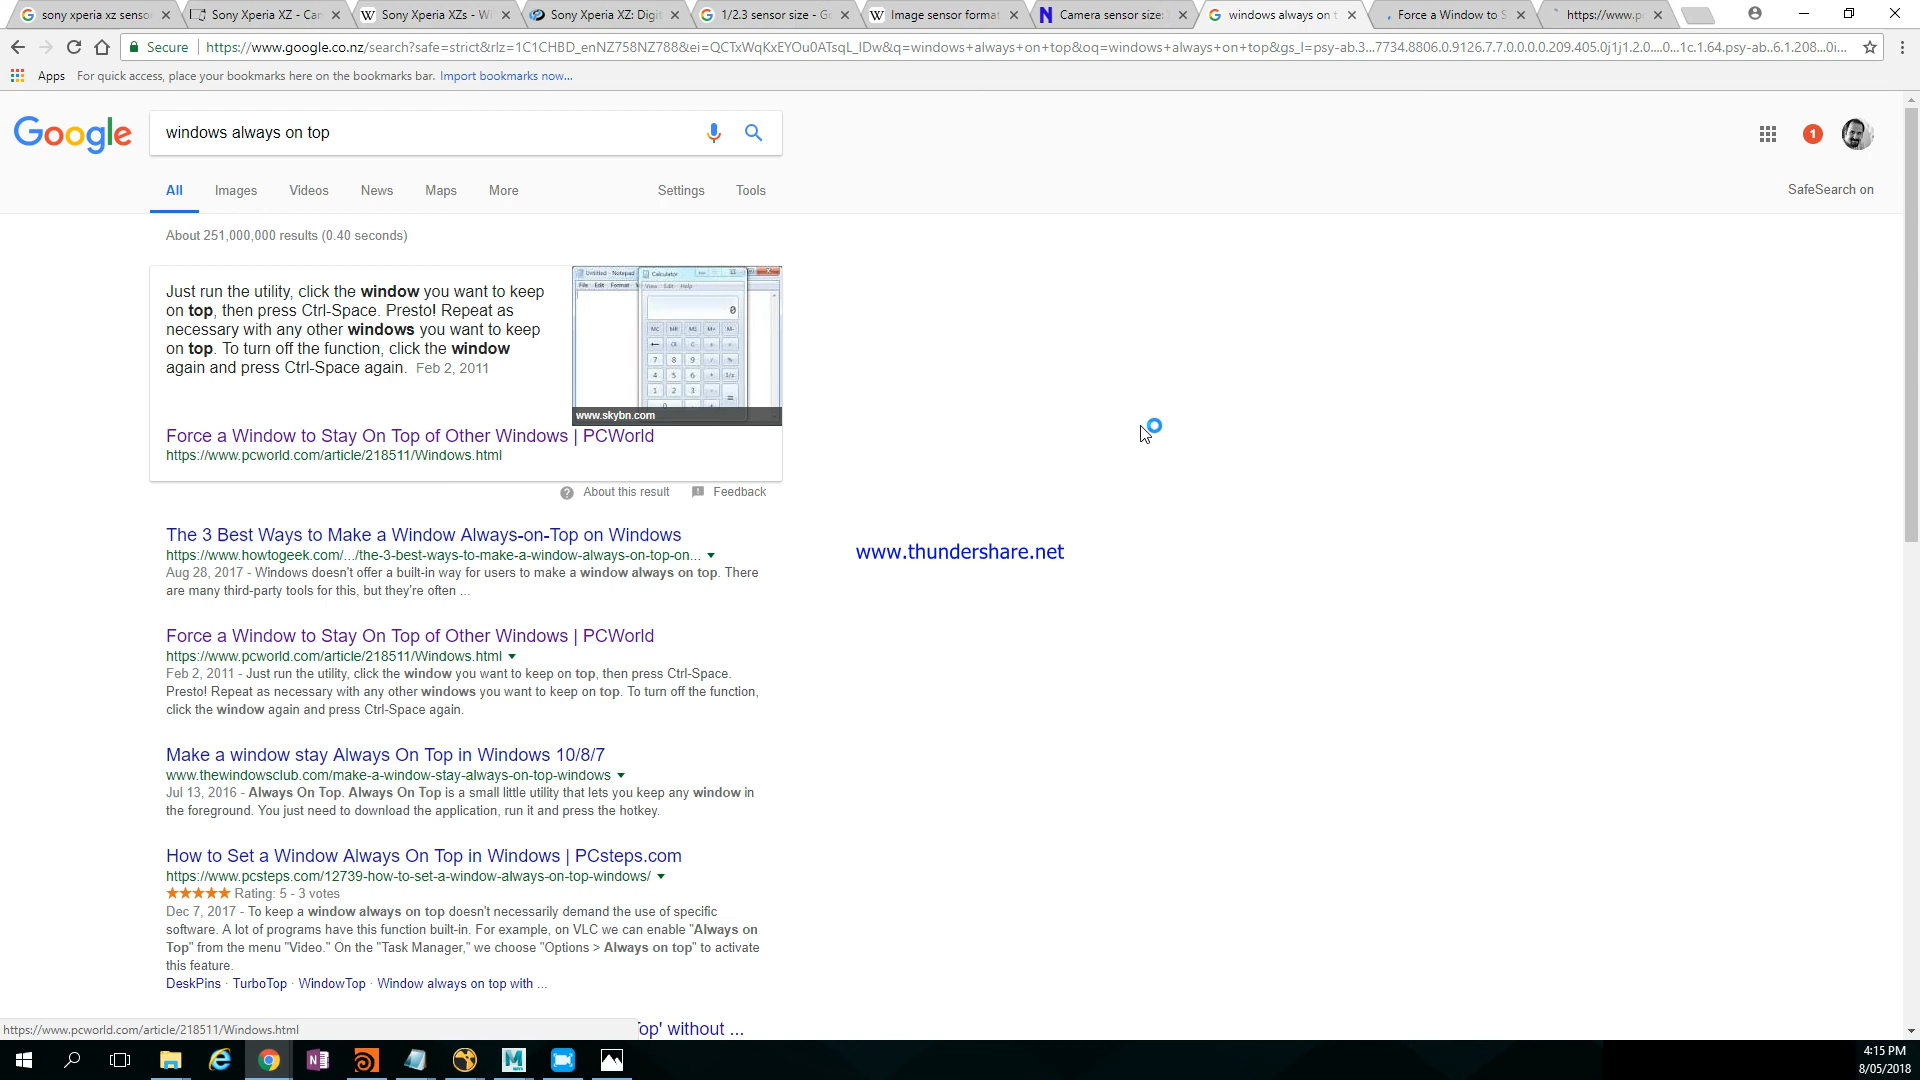 sony xperia xz senso
Sony Xperia XZ - Ca
Sony Xperia XZs - W
Sony Xperia XZ: Digit
1/2.3 sensor size - G
Image sensor format
Camera sensor size:
windows always on t
Force a Window to S
https://www.p
Secure
https://www.google.co.nz/search?safe=strict&rlz=1C1CHBD_enNZ758NZ788&ei=QCTxWqKxEYOu0ATsqL_IDw&q=windows+always+on+top&oq=windows+always+on+top&gs_l=psy-ab.3...7734.8806.0.9126.7.7.0.0.0.0.209.405.0j1j1.2.0....0...1c.1.64.psy-ab..6.1.208...0i...
Apps
For quick access, place your bookmarks here on the bookmarks bar. Import bookmarks now...
Google
windows always on top
1
All
Images
Videos
News
Maps
More
Settings
Tools
SafeSearch on
About 251,000,000 results (0.40 seconds)
Just run the utility, click the window you want to keep
on top, then press Ctrl-Space. Presto! Repeat as
necessary with any other windows you want to keep
on top. To turn off the function, click the window
again and press Ctrl-Space again. Feb 2, 2011
Untitled - Notepad
Calculator
File Edit Format
View Edit Help
0
www.skybn.com
Force a Window to Stay On Top of Other Windows | PCWorld
https://www.pcworld.com/article/218511/Windows.html
About this result
Feedback
The 3 Best Ways to Make a Window Always-on-Top on Windows
https://www.howtogeek.com/.../the-3-best-ways-to-make-a-window-always-on-top-on...
Aug 28, 2017 - Windows doesn't offer a built-in way for users to make a window always on top. There
are many third-party tools for this, but they're often ...
www.thundershare.net
Force a Window to Stay On Top of Other Windows | PCWorld
https://www.pcworld.com/article/218511/Windows.html
Feb 2, 2011 - Just run the utility, click the window you want to keep on top, then press Ctrl-Space.
Presto! Repeat as necessary with any other windows you want to keep on top. To turn off the function,
click the window again and press Ctrl-Space again.
Make a window stay Always On Top in Windows 10/8/7
www.thewindowsclub.com/make-a-window-stay-always-on-top-windows
Jul 13, 2016 - Always On Top. Always On Top is a small little utility that lets you keep any window in
the foreground. You just need to download the application, run it and press the hotkey.
How to Set a Window Always On Top in Windows | PCsteps.com
https://www.pcsteps.com/12739-how-to-set-a-window-always-on-top-windows/
Rating: 5 - 3 votes
Dec 7, 2017 - To keep a window always on top doesn't necessarily demand the use of specific
software. A lot of programs have this function built-in. For example, on VLC we can enable "Always on
Top" from the menu "Video." On the "Task Manager," we choose "Options > Always on top" to activate
this feature.
DeskPins · TurboTop · WindowTop · Window always on top with ...
https://www.pcworld.com/article/218511/Windows.html
op' without ...
4:15 PM
8/05/2018